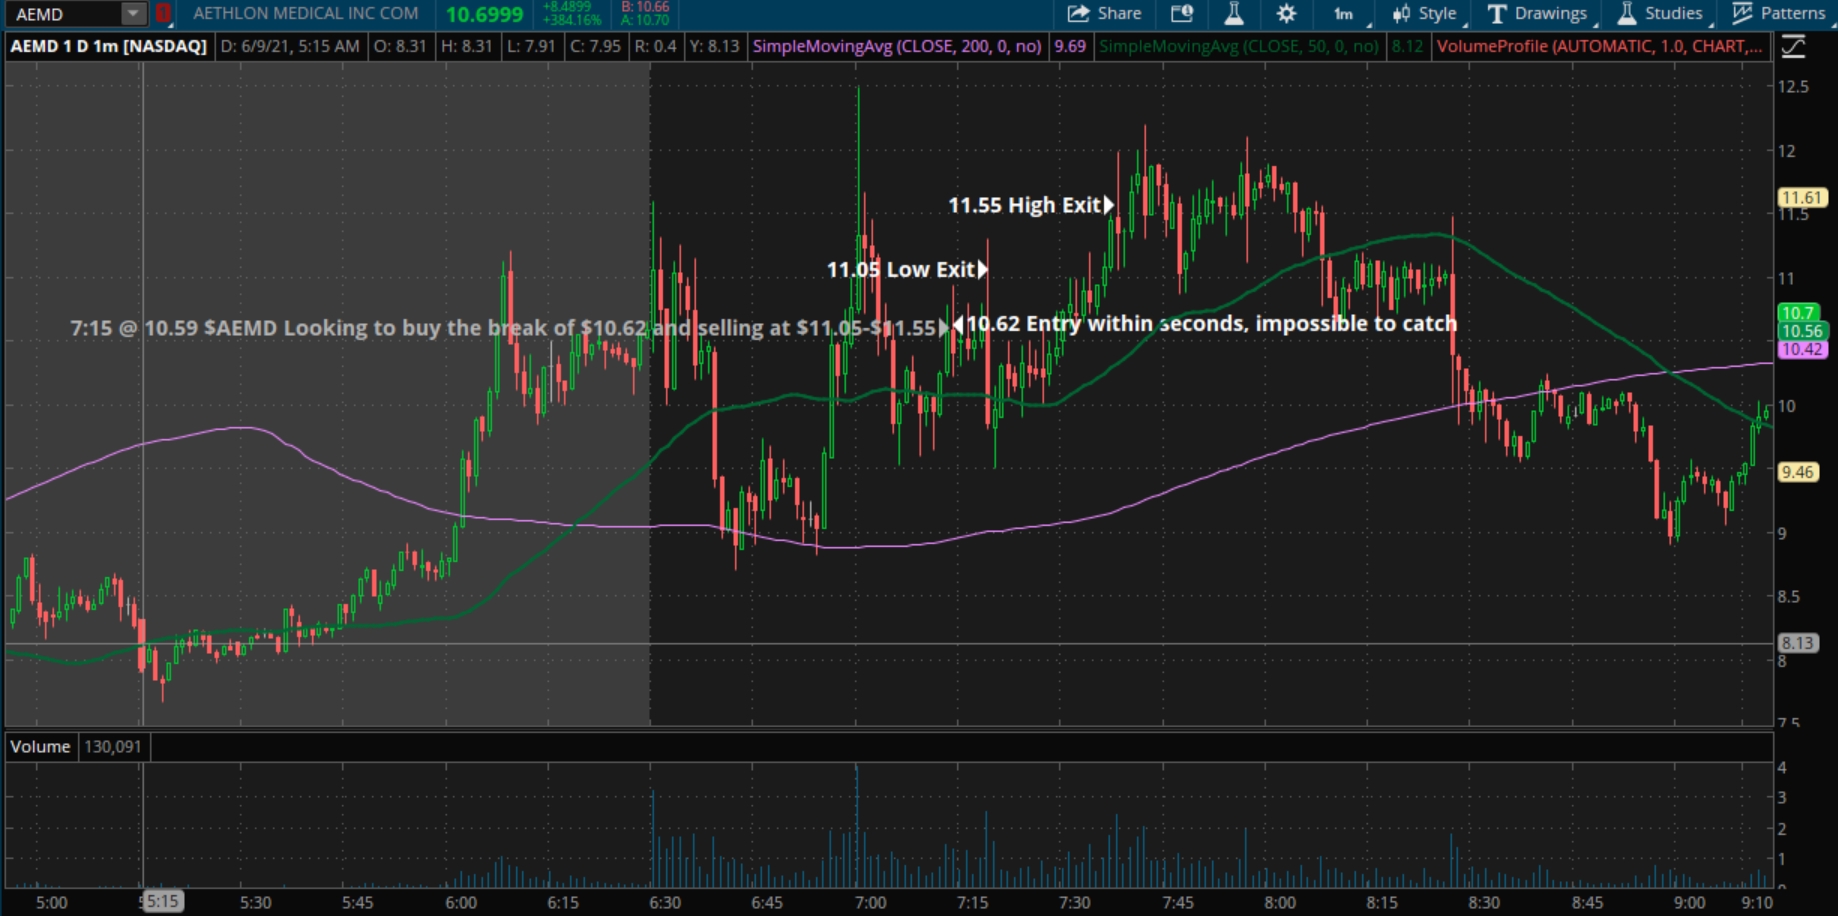 AEMD
AETHLON MEDICAL INC COM
10.6999
+8.4899
+384.16%
B: 10.66
A: 10.70
Share
1m
Style
Drawings
Studies
Patterns
AEMD 1 D 1m [NASDAQ]
D: 6/9/21, 5:15 AM
O: 8.31
H: 8.31
L: 7.91
C: 7.95
R: 0.4
Y: 8.13
SimpleMovingAvg (CLOSE, 200, 0, no)
9.69
SimpleMovingAvg (CLOSE, 50, 0, no)
8.12
VolumeProfile (AUTOMATIC, 1.0, CHART,...
12.5
12
11.61
11.5
11
10.7
10.56
10.42
10
9.46
9
8.5
8.13
8
7.5
11.55 High Exit
11.05 Low Exit
7:15 @ 10.59 $AEMD Looking to buy the break of $10.62 and selling at $11.05-$11.55
10.62 Entry within seconds, impossible to catch
Volume
130,091
4
3
2
1
5:00
5:15
5:30
5:45
6:00
6:15
6:30
6:45
7:00
7:15
7:30
7:45
8:00
8:15
8:30
8:45
9:00
9:10